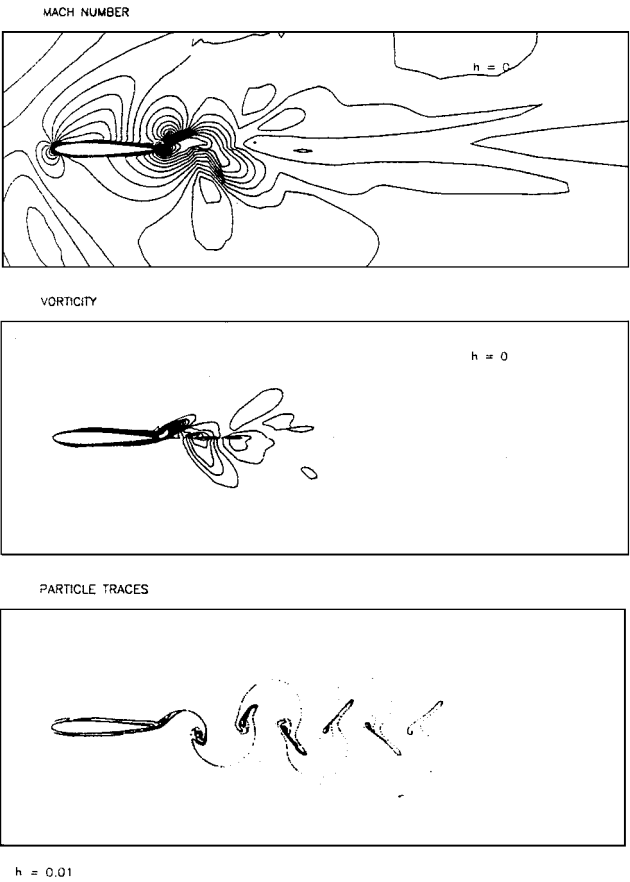 MACH NUMBER
h = 0
VORTICITY
h = 0
PARTICLE TRACES
h = 0.01